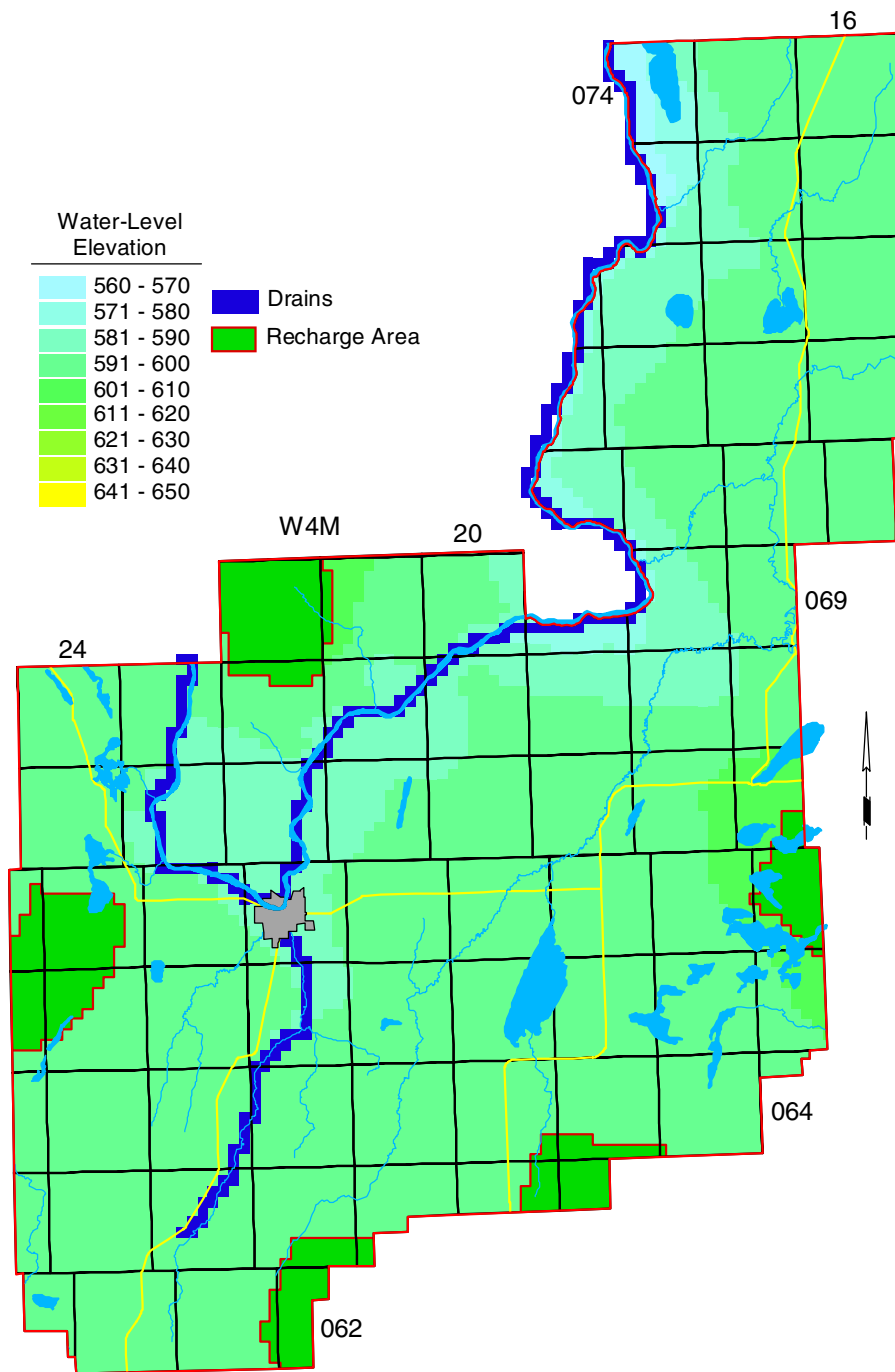 16
074
Water-Level
Elevation
560 - 570
571 - 580
581 - 590
591 - 600
601 - 610
611 - 620
621 - 630
631 - 640
641 - 650
Drains
Recharge Area
W4M
20
069
24
064
062